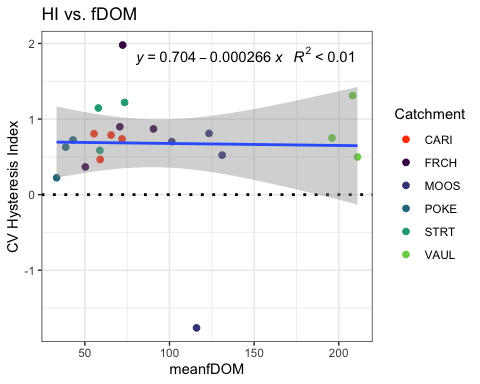 HI vs. fDOM
y = 0.704 – 0.000266 x R² < 0.01
2
1
0
-1
CV Hysteresis Index
50 100 150 200
meanfDOM
Catchment
CARI
FRCH
MOOS
POKE
STRT
VAUL